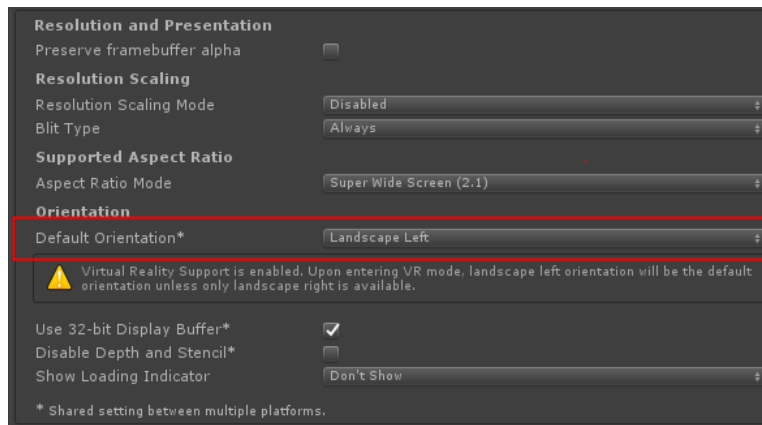 Resolution and Presentation
Preserve framebuffer alpha
Resolution Scaling
Resolution Scaling Mode Disabled
Blit Type Always
Supported Aspect Ratio
Aspect Ratio Mode Super Wide Screen (2.1)
Orientation
Default Orientation* Landscape Left
Virtual Reality Support is enabled. Upon entering VR mode, landscape left orientation will be the default
orientation unless only landscape right is available.
Use 32-bit Display Buffer*
Disable Depth and Stencil*
Show Loading Indicator Don't Show
* Shared setting between multiple platforms.